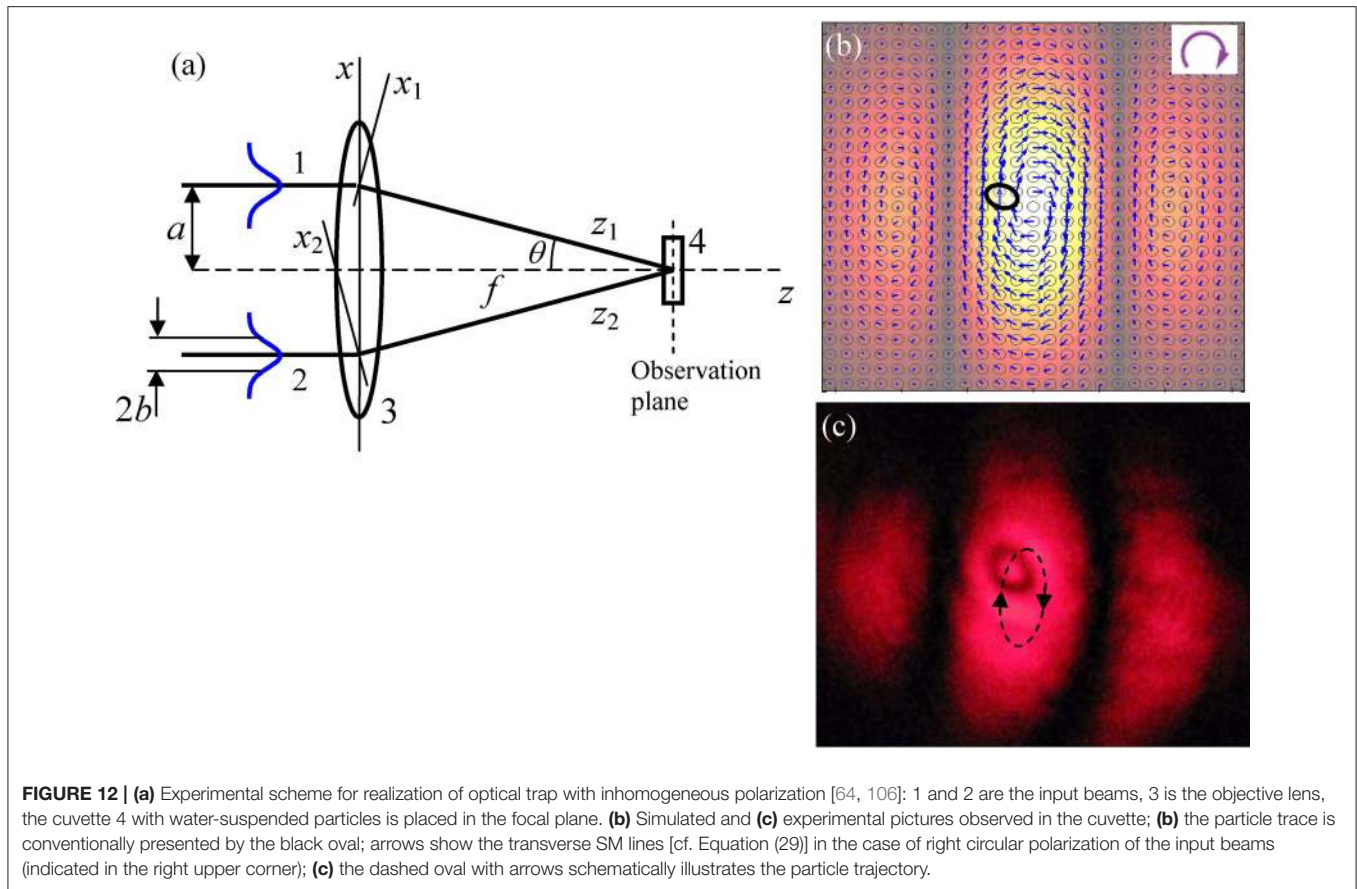 (a)
x
x1
1
a
x2
z1
4
θ
f
z
z2
2
Observation
plane
2b
3
(b)
(c)
FIGURE 12 | (a) Experimental scheme for realization of optical trap with inhomogeneous polarization [64, 106]: 1 and 2 are the input beams, 3 is the objective lens,
the cuvette 4 with water-suspended particles is placed in the focal plane. (b) Simulated and (c) experimental pictures observed in the cuvette; (b) the particle trace is
conventionally presented by the black oval; arrows show the transverse SM lines [cf. Equation (29)] in the case of right circular polarization of the input beams
(indicated in the right upper corner); (c) the dashed oval with arrows schematically illustrates the particle trajectory.